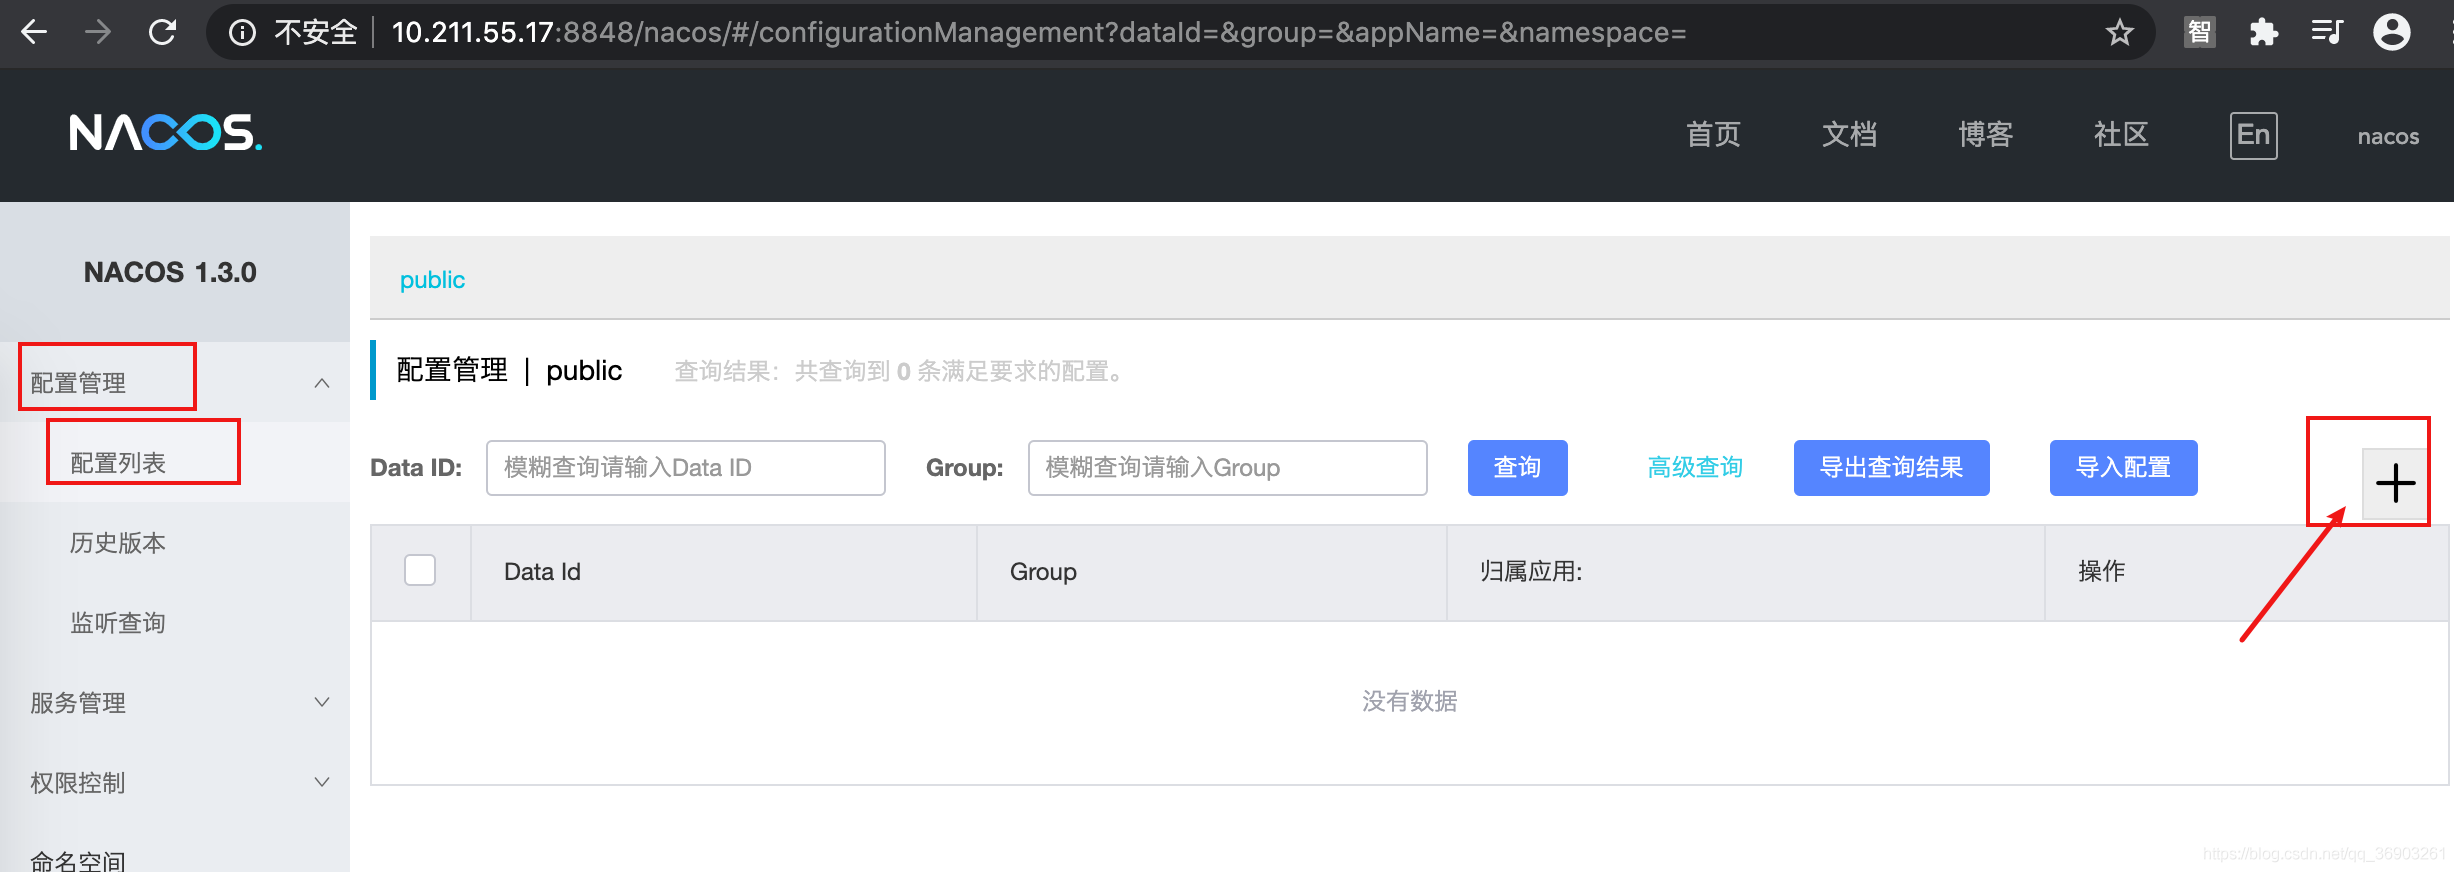 不安全 | 10.211.55.17:8848/nacos/#/configurationManagement?dataId=&group=&appName=&namespace=
智
NACOS.
首页 文档 博客 社区 En nacos
NACOS 1.3.0
public
配置管理
配置管理 | public 查询结果：共查询到 0 条满足要求的配置。
配置列表
Data ID: 模糊查询请输入Data ID Group: 模糊查询请输入Group 查询 高级查询 导出查询结果 导入配置
历史版本
Data Id Group 归属应用: 操作
监听查询
服务管理
没有数据
权限控制
命名空间
https://blog.csdn.net/qq_36903261